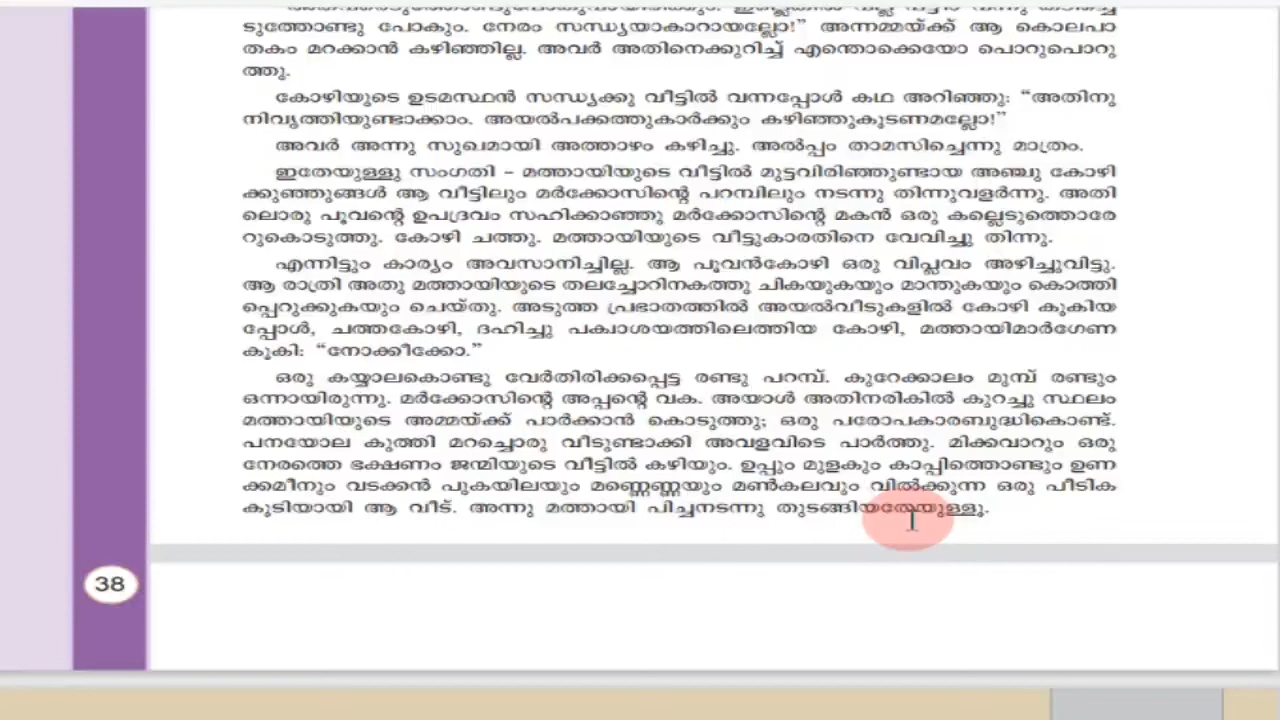 ടുത്തോണ്ടു പോകും. നേരം സന്ധ്യയാകാറായല്ലോ!” അന്നമ്മയ്ക്ക് ആ കൊലപാ
തകം മറക്കാൻ കഴിഞ്ഞില്ല. അവർ അതിനെക്കുറിച്ച് എന്തൊക്കെയോ പൊറുപൊറു
ത്തു.
കോഴിയുടെ ഉടമസ്ഥൻ സന്ധ്യക്കു വീട്ടിൽ വന്നപ്പോൾ കഥ അറിഞ്ഞു: “അതിനു
നിവൃത്തിയുണ്ടാക്കാം. അയൽപക്കത്തുകാർക്കും കഴിഞ്ഞുകൂടണമല്ലോ!”
അവർ അന്നു സുഖമായി അത്താഴം കഴിച്ചു. അൽപ്പം താമസിച്ചെന്നു മാത്രം.
ഇതേയുള്ളു സംഗതി – മത്തായിയുടെ വീട്ടിൽ മുട്ടവിരിഞ്ഞുണ്ടായ അഞ്ചു കോഴി
ക്കുഞ്ഞുങ്ങൾ ആ വീട്ടിലും മർക്കോസിന്റെ പറമ്പിലും നടന്നു തിന്നുവളർന്നു. അതി
ലൊരു പൂവന്റെ ഉപദ്രവം സഹിക്കാഞ്ഞു മർക്കോസിന്റെ മകൻ ഒരു കല്ലെടുത്തൊരേ
റുകൊടുത്തു. കോഴി ചത്തു. മത്തായിയുടെ വീട്ടുകാരതിനെ വേവിച്ചു തിന്നു.
എന്നിട്ടും കാര്യം അവസാനിച്ചില്ല. ആ പൂവൻകോഴി ഒരു വിപ്ലവം അഴിച്ചുവിട്ടു.
ആ രാത്രി അതു മത്തായിയുടെ തലച്ചോറിനകത്തു ചികയുകയും മാന്തുകയും കൊത്തി
പ്പെറുക്കുകയും ചെയ്തു. അടുത്ത പ്രഭാതത്തിൽ അയൽവീടുകളിൽ കോഴി കൂകിയ
പ്പോൾ, ചത്തകോഴി, ദഹിച്ചു പക്വാശയത്തിലെത്തിയ കോഴി, മത്തായിമാർഗേണ
കൂകി: “നോക്കീക്കോ.”
ഒരു കയ്യാലകൊണ്ടു വേർതിരിക്കപ്പെട്ട രണ്ടു പറമ്പ്. കുറേക്കാലം മുമ്പ് രണ്ടും
ഒന്നായിരുന്നു. മർക്കോസിന്റെ അപ്പന്റെ വക. അയാൾ അതിനരികിൽ കുറച്ചു സ്ഥലം
മത്തായിയുടെ അമ്മയ്ക്ക് പാർക്കാൻ കൊടുത്തു; ഒരു പരോപകാരബുദ്ധികൊണ്ട്.
പനയോല കുത്തി മറച്ചൊരു വീടുണ്ടാക്കി അവളവിടെ പാർത്തു. മിക്കവാറും ഒരു
നേരത്തെ ഭക്ഷണം ജന്മിയുടെ വീട്ടിൽ കഴിയും. ഉപ്പും മുളകും കാപ്പിത്തൊണ്ടും ഉണ
ക്കമീനും വടക്കൻ പുകയിലയും മണ്ണെണ്ണയും മൺകലവും വിൽക്കുന്ന ഒരു പീടിക
കൂടിയായി ആ വീട്. അന്നു മത്തായി പിച്ചനടന്നു തുടങ്ങിയതേയുള്ളു.
38